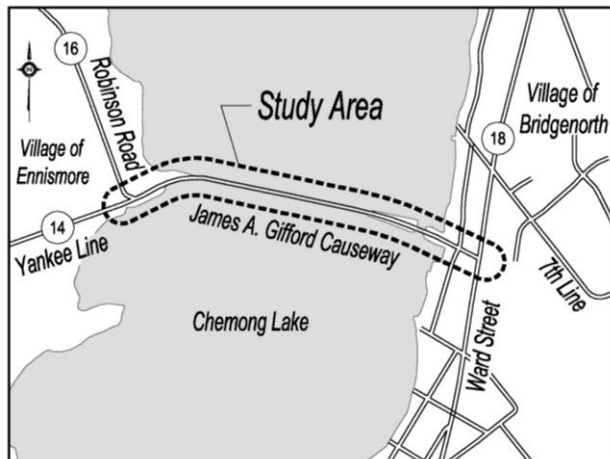 16
Robinson Road
Study Area
Village of
Bridgenorth
18
Village of
Ennismore
14
Yankee Line
James A. Gifford Causeway
7th Line
Chemong Lake
Ward Street